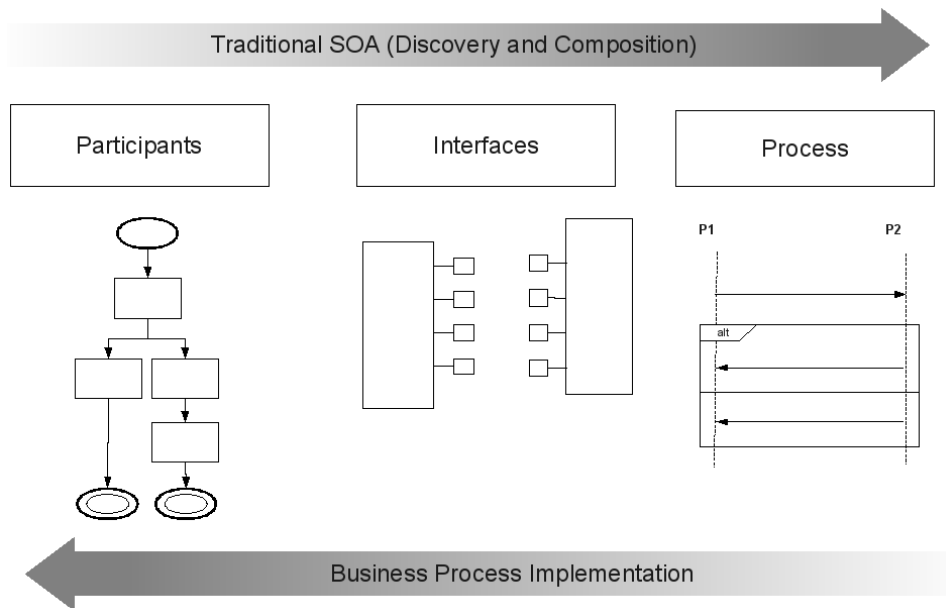 Traditional SOA (Discovery and Composition)
Participants
Interfaces
Process
P1
P2
alt
Business Process Implementation